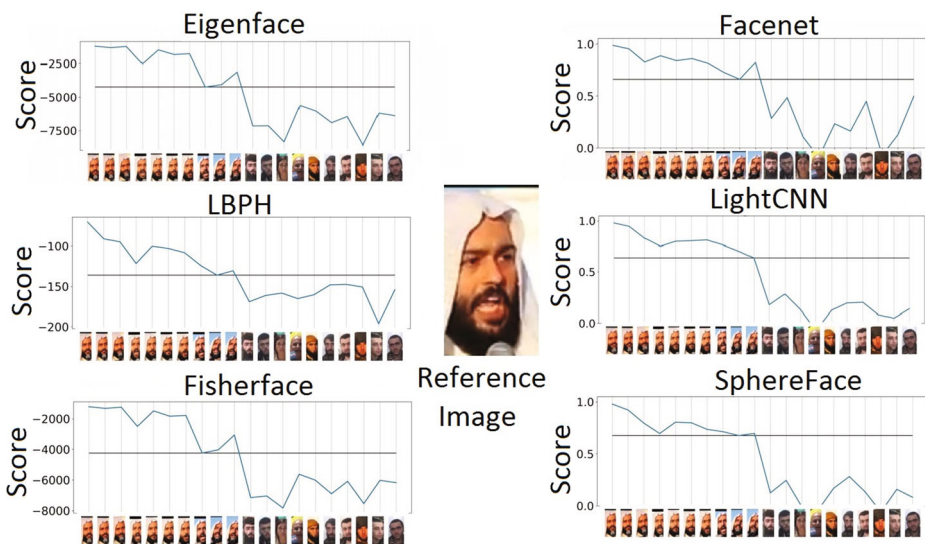 Eigenface
Score
−2500
−5000
−7500
Facenet
Score
1.0
0.5
0.0
LBPH
Score
−100
−150
−200
LightCNN
Score
1.0
0.5
0.0
Reference
Image
Fisherface
Score
−2000
−4000
−6000
−8000
SphereFace
Score
1.0
0.5
0.0